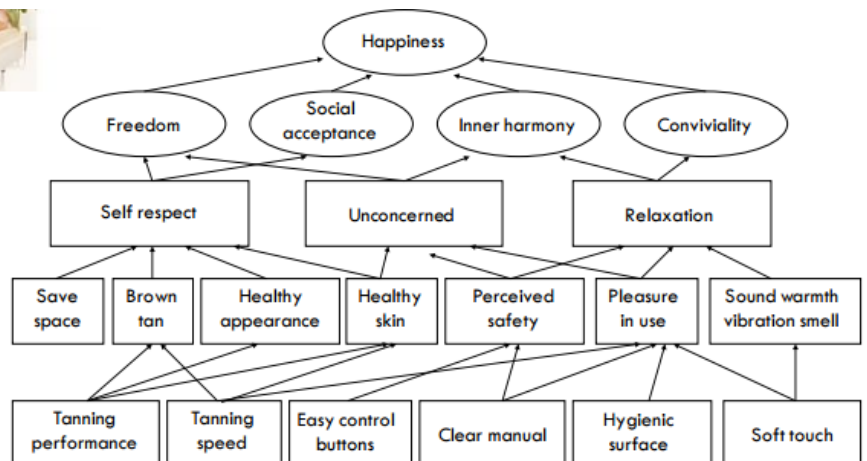 Happiness
Freedom
Social
acceptance
Inner harmony
Conviviality
Self respect
Unconcerned
Relaxation
Save
space
Brown
tan
Healthy
appearance
Healthy
skin
Perceived
safety
Pleasure
in use
Sound warmth
vibration smell
Tanning
performance
Tanning
speed
Easy control
buttons
Clear manual
Hygienic
surface
Soft touch